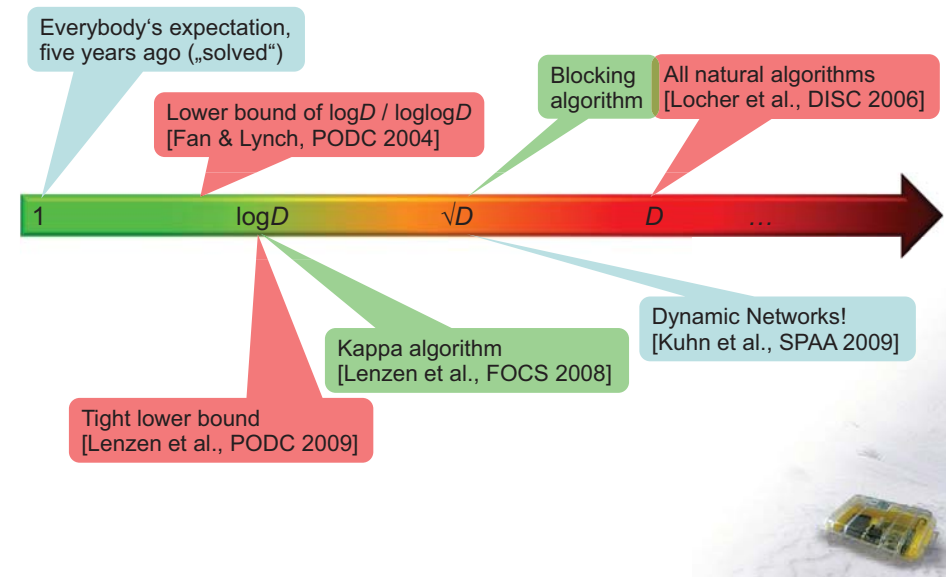 Everybody‘s expectation,
five years ago („solved“)
Lower bound of logD / loglogD
[Fan & Lynch, PODC 2004]
Blocking
algorithm
All natural algorithms
[Locher et al., DISC 2006]
1 logD √D D ...
Dynamic Networks!
[Kuhn et al., SPAA 2009]
Kappa algorithm
[Lenzen et al., FOCS 2008]
Tight lower bound
[Lenzen et al., PODC 2009]